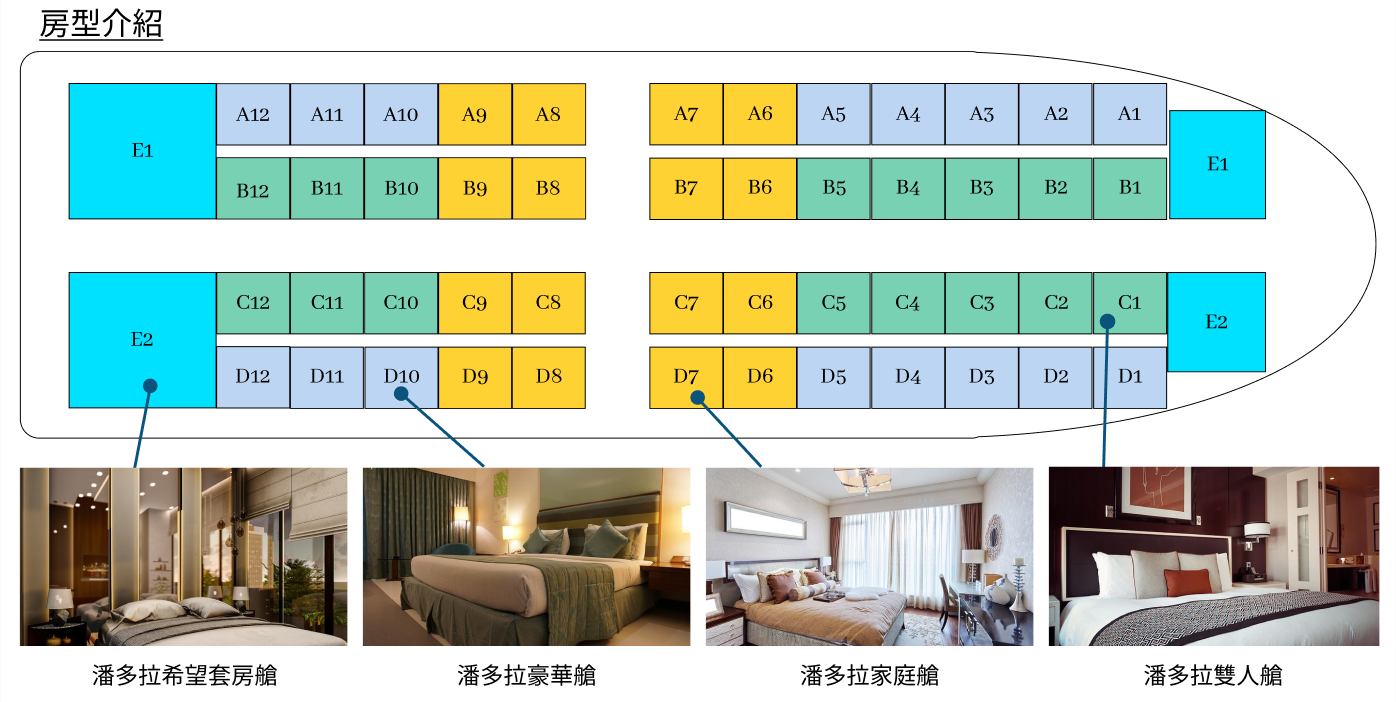 房型介紹
E1
A12 A11 A10 A9 A8
A7 A6 A5 A4 A3 A2 A1
B12 B11 B10 B9 B8
B7 B6 B5 B4 B3 B2 B1
E1
E2
C12 C11 C10 C9 C8
C7 C6 C5 C4 C3 C2 C1
D12 D11 D10 D9 D8
D7 D6 D5 D4 D3 D2 D1
E2
潘多拉希望套房艙
潘多拉豪華艙
潘多拉家庭艙
潘多拉雙人艙